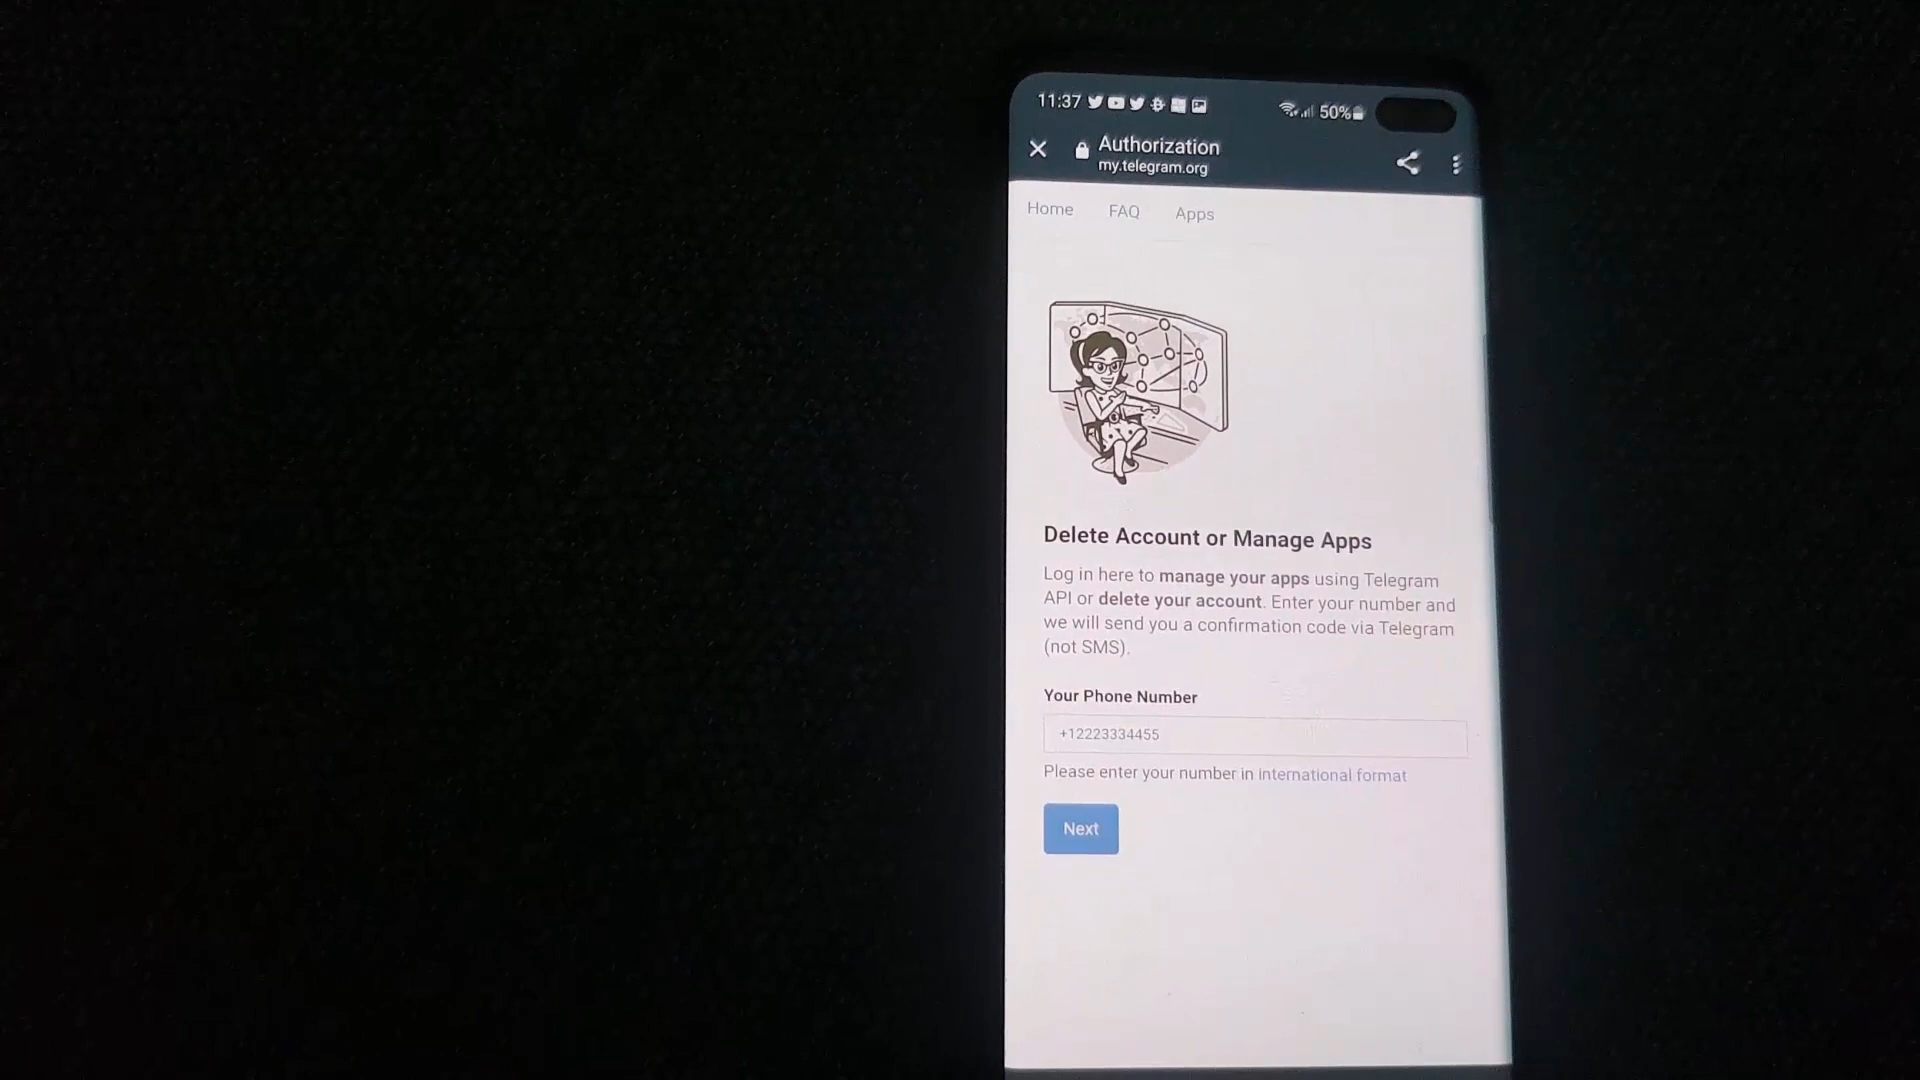 11:37
50%
Authorization
my.telegram.org
Home FAQ Apps
Delete Account or Manage Apps
Log in here to manage your apps using Telegram
API or delete your account. Enter your number and
we will send you a confirmation code via Telegram
(not SMS).
Your Phone Number
+12223334455
Please enter your number in international format
Next